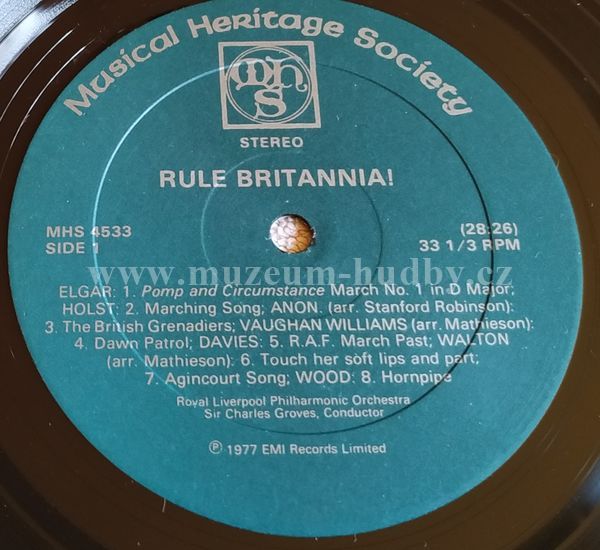 Musical Heritage Society
mhs
STEREO
RULE BRITANNIA!
MHS 4533
SIDE 1
(28:26)
33 1/3 RPM
www.muzeum-hudby.cz
ELGAR: 1. Pomp and Circumstance March No. 1 in D Major;
HOLST: 2. Marching Song; ANON. (arr. Stanford Robinson):
3. The British Grenadiers; VAUGHAN WILLIAMS (arr. Mathieson):
4. Dawn Patrol; DAVIES: 5. R.A.F. March Past; WALTON
(arr. Mathieson): 6. Touch her soft lips and part;
7. Agincourt Song; WOOD: 8. Hornpipe
Royal Liverpool Philharmonic Orchestra
Sir Charles Groves, Conductor
℗ 1977 EMI Records Limited